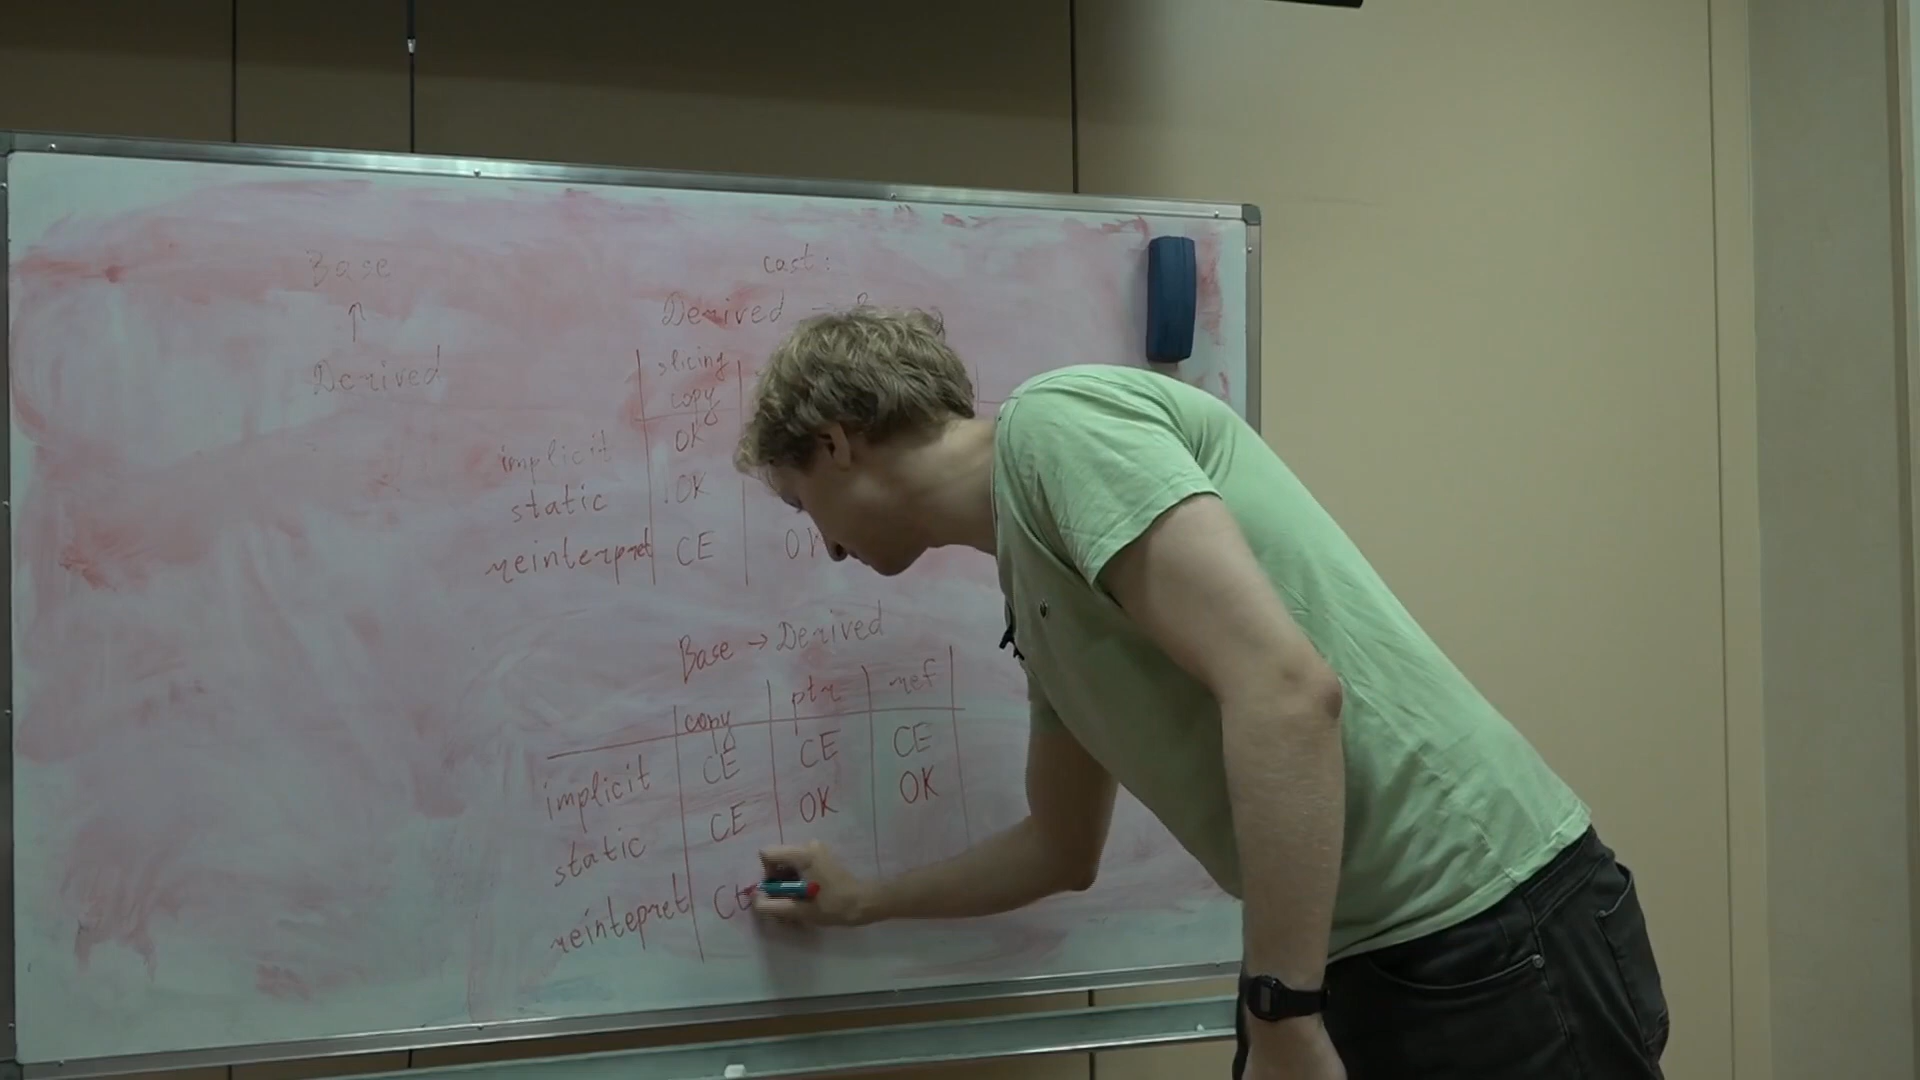 Base
↑
Derived
cast:
Derived →
slicing
copy
implicit OK
static OK
reinterpret CE OK
Base → Derived
copy ptr ref
implicit CE CE CE
static CE OK OK
reintepret CE